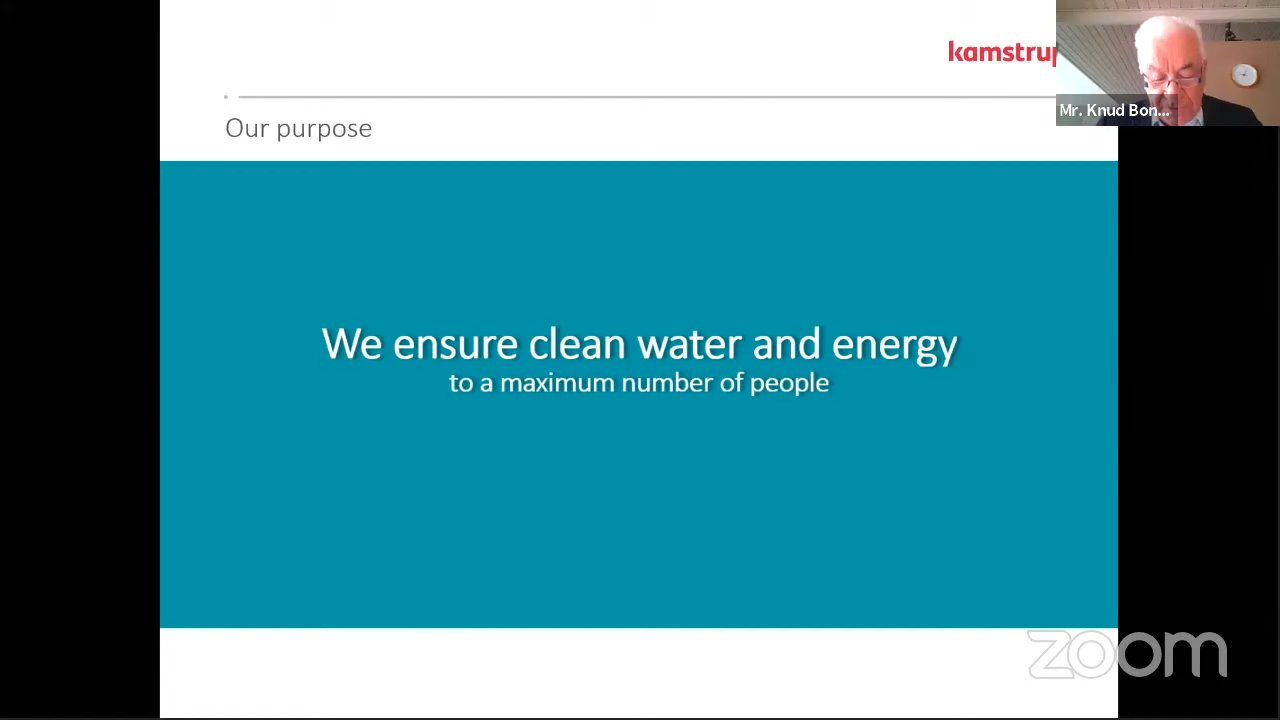 kamstrup
Mr. Knud Bon...
Our purpose
We ensure clean water and energy
to a maximum number of people
zoom